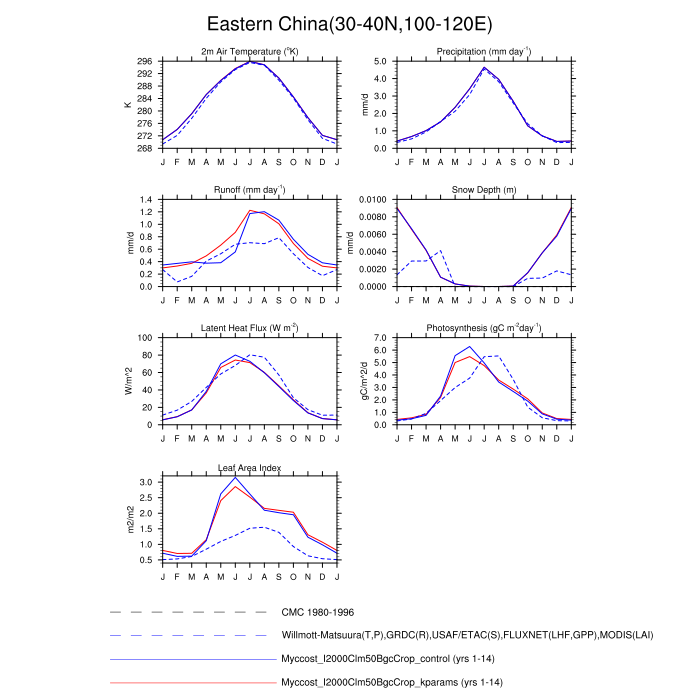 Eastern China(30-40N,100-120E)
2m Air Temperature (°K)
K
296
292
288
284
280
276
272
268
J F M A M J J A S O N D J
Precipitation (mm day-1)
mm/d
5.0
4.0
3.0
2.0
1.0
0.0
J F M A M J J A S O N D J
Runoff (mm day-1)
mm/d
1.4
1.2
1.0
0.8
0.6
0.4
0.2
0.0
J F M A M J J A S O N D J
Snow Depth (m)
mm/d
0.0100
0.0080
0.0060
0.0040
0.0020
0.0000
J F M A M J J A S O N D J
Latent Heat Flux (W m-2)
W/m^2
100
80
60
40
20
0
J F M A M J J A S O N D J
Photosynthesis (gC m-2day-1)
gC/m^2/d
7.0
6.0
5.0
4.0
3.0
2.0
1.0
0.0
J F M A M J J A S O N D J
Leaf Area Index
m2/m2
3.0
2.5
2.0
1.5
1.0
0.5
J F M A M J J A S O N D J
CMC 1980-1996
Willmott-Matsuura(T,P),GRDC(R),USAF/ETAC(S),FLUXNET(LHF,GPP),MODIS(LAI)
Myccost_I2000Clm50BgcCrop_control (yrs 1-14)
Myccost_I2000Clm50BgcCrop_kparams (yrs 1-14)